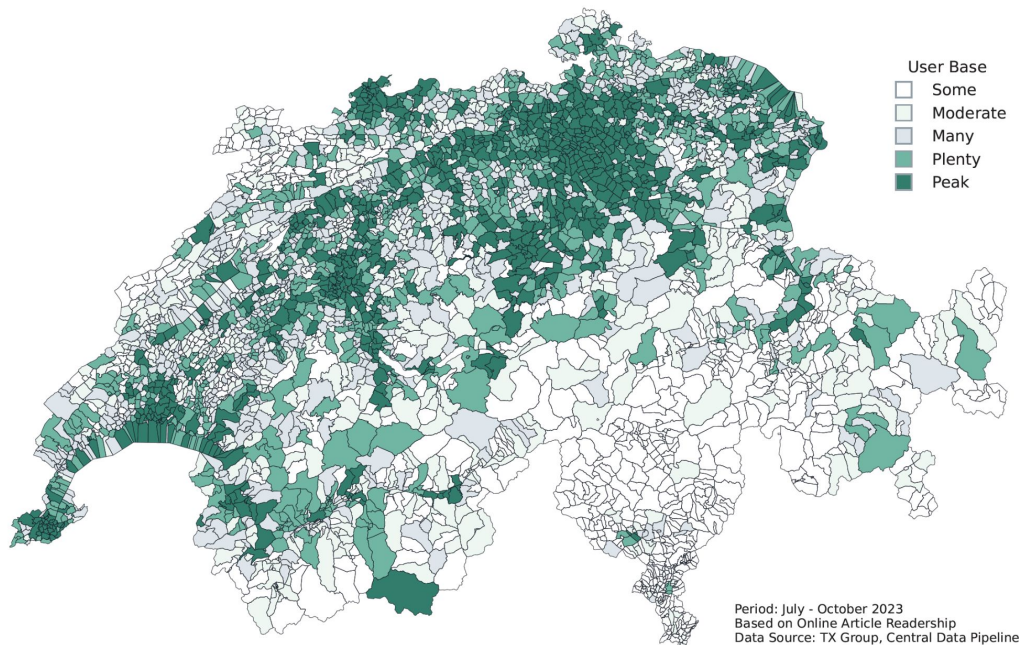 User Base
Some
Moderate
Many
Plenty
Peak
Period: July - October 2023
Based on Online Article Readership
Data Source: TX Group, Central Data Pipeline